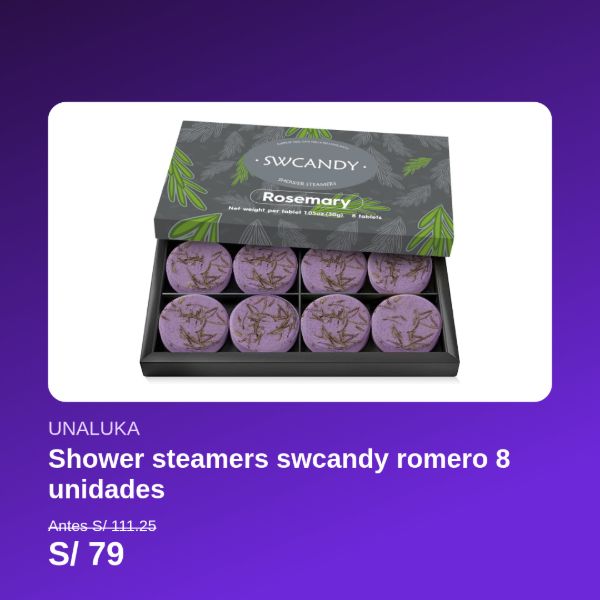 · SWCANDY ·
SHOWER STEAMERS
Rosemary
Net weight per tablet 1.05oz (30g) 8 tablets
UNALUKA
Shower steamers swcandy romero 8
unidades
Antes S/ 111.25
S/ 79